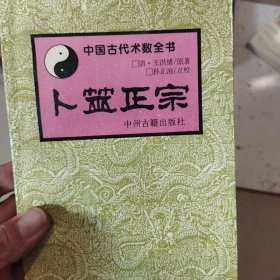 中国古代术数全书
□清·王洪绪/原著
□孙正治/点校
卜筮正宗
中州古籍出版社